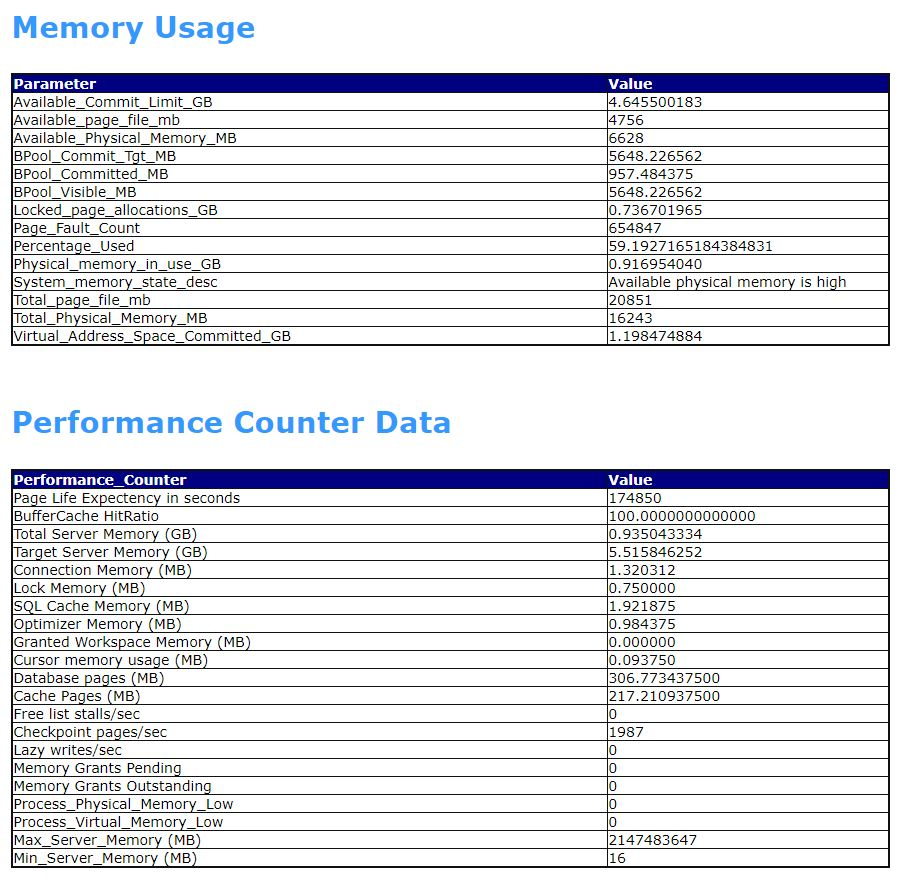 Memory Usage
Parameter Value
Available_Commit_Limit_GB 4.645500183
Available_page_file_mb 4756
Available_Physical_Memory_MB 6628
BPool_Commit_Tgt_MB 5648.226562
BPool_Committed_MB 957.484375
BPool_Visible_MB 5648.226562
Locked_page_allocations_GB 0.736701965
Page_Fault_Count 654847
Percentage_Used 59.1927165184384831
Physical_memory_in_use_GB 0.916954040
System_memory_state_desc Available physical memory is high
Total_page_file_mb 20851
Total_Physical_Memory_MB 16243
Virtual_Address_Space_Committed_GB 1.198474884
Performance Counter Data
Performance_Counter Value
Page Life Expectency in seconds 174850
BufferCache HitRatio 100.0000000000000
Total Server Memory (GB) 0.935043334
Target Server Memory (GB) 5.515846252
Connection Memory (MB) 1.320312
Lock Memory (MB) 0.750000
SQL Cache Memory (MB) 1.921875
Optimizer Memory (MB) 0.984375
Granted Workspace Memory (MB) 0.000000
Cursor memory usage (MB) 0.093750
Database pages (MB) 306.773437500
Cache Pages (MB) 217.210937500
Free list stalls/sec 0
Checkpoint pages/sec 1987
Lazy writes/sec 0
Memory Grants Pending 0
Memory Grants Outstanding 0
Process_Physical_Memory_Low 0
Process_Virtual_Memory_Low 0
Max_Server_Memory (MB) 2147483647
Min_Server_Memory (MB) 16